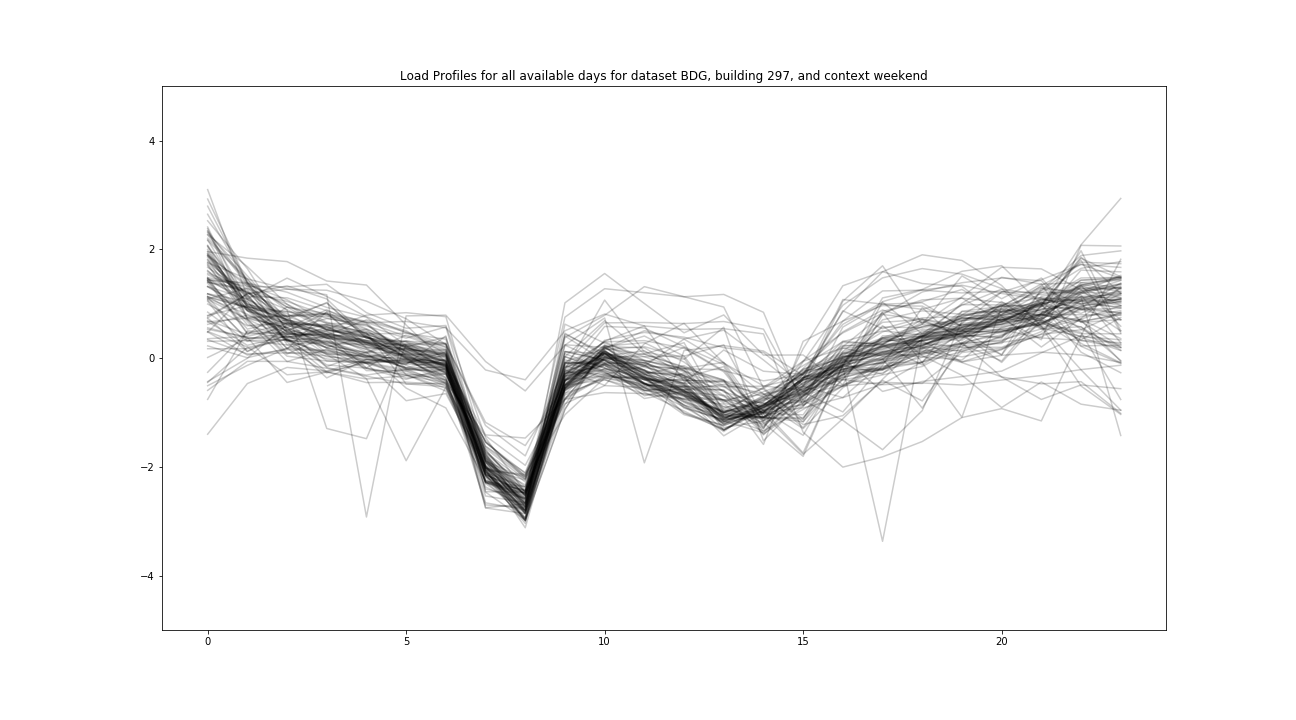 Load Profiles for all available days for dataset BDG, building 297, and context weekend
4
2
0
−2
−4
0 5 10 15 20